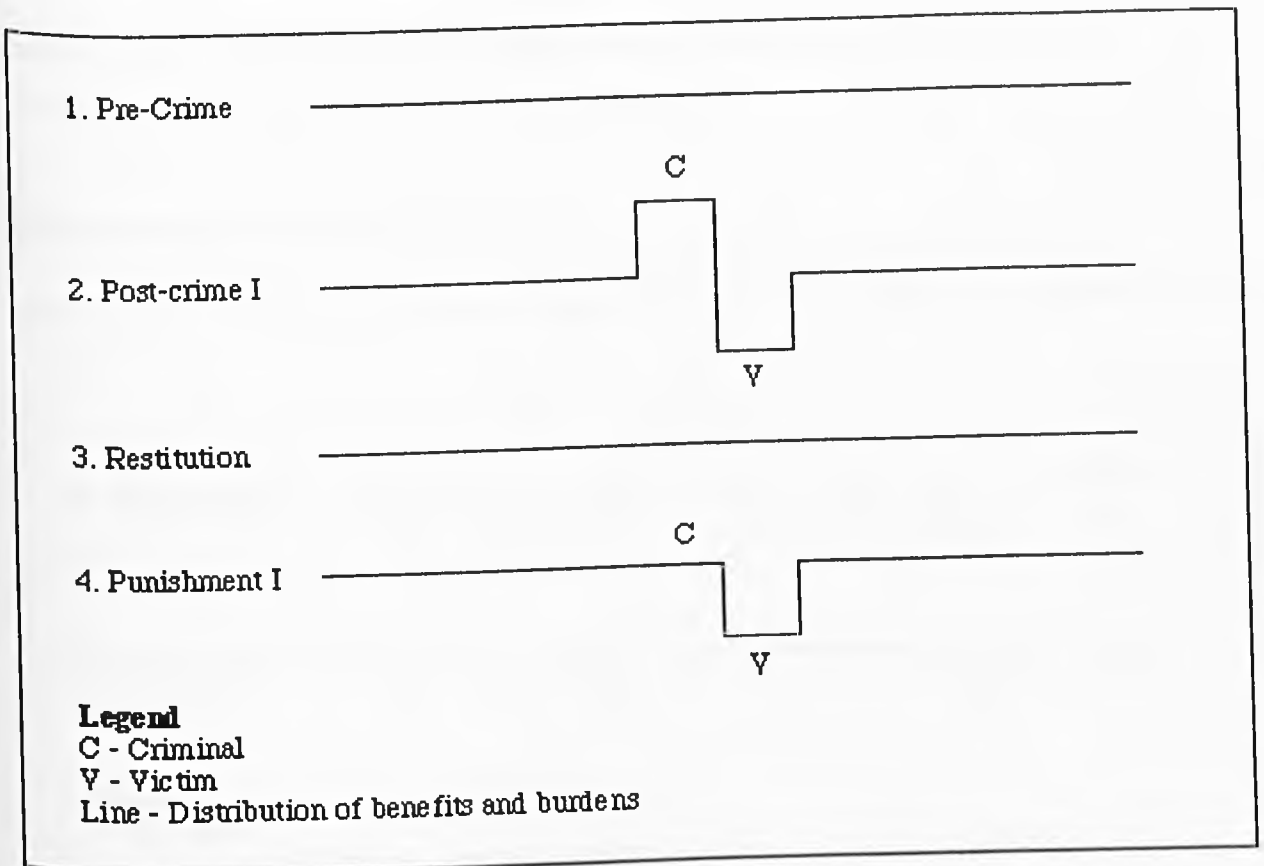 1. Pre-Crime
C
2. Post-crime I
V
3. Restitution
C
4. Punishment I
V
Legend
C - Criminal
V - Victim
Line - Distribution of benefits and burdens